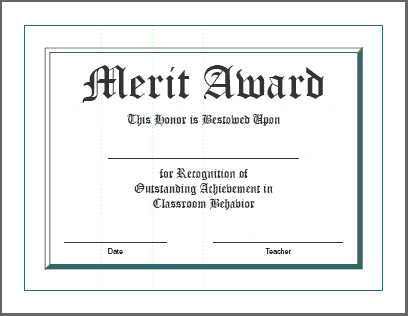 Merit Award
This Honor is Bestowed Upon
for Recognition of
Outstanding Achievement in
Classroom Behavior
Date Teacher